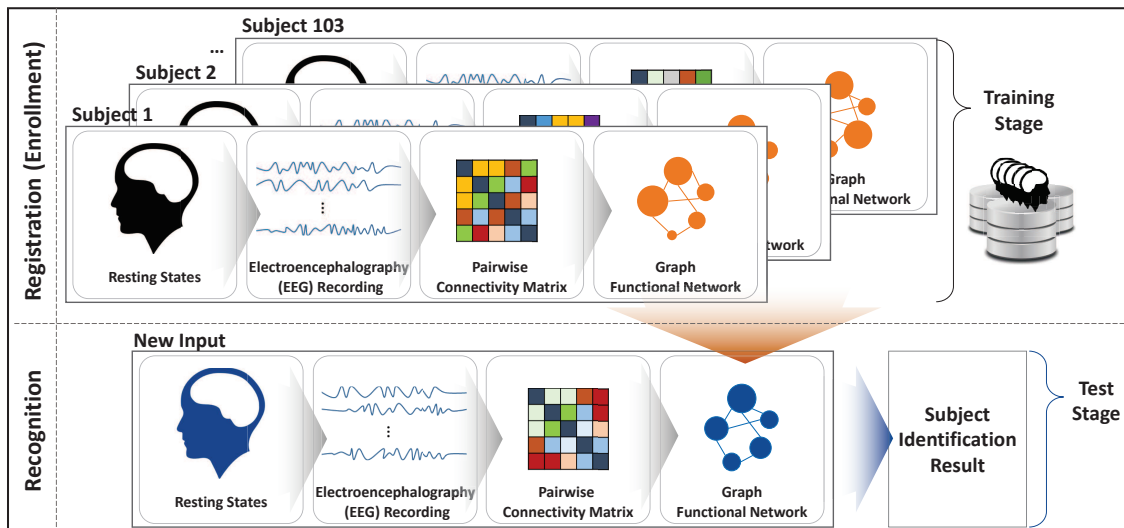 Registration (Enrollment)
Subject 103
...
Subject 2
Subject 1
Resting States
Electroencephalography
(EEG) Recording
Pairwise
Connectivity Matrix
Graph
Functional Network
Graph
nal Network
etwork
Training
Stage
Recognition
New Input
Resting States
Electroencephalography
(EEG) Recording
Pairwise
Connectivity Matrix
Graph
Functional Network
Subject
Identification
Result
Test
Stage